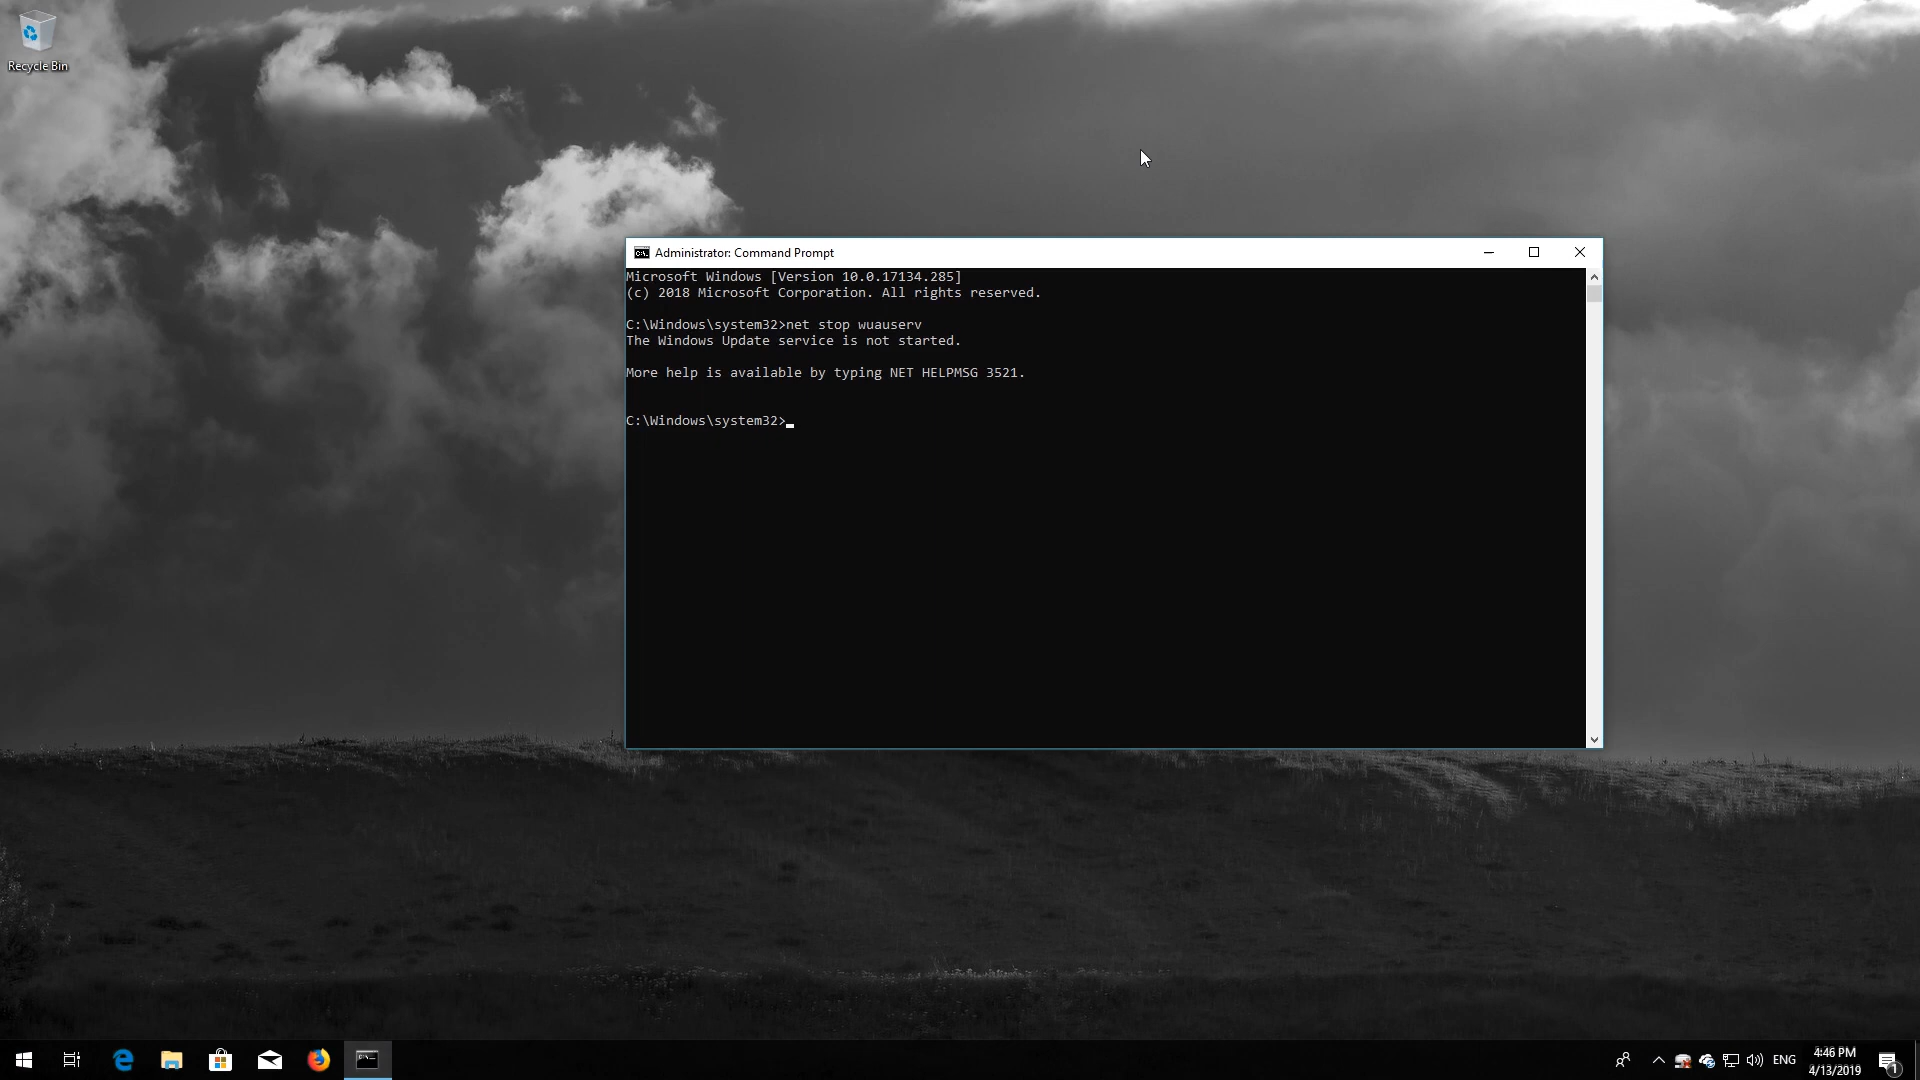 Recycle Bin
Administrator: Command Prompt
Microsoft Windows [Version 10.0.17134.285]
(c) 2018 Microsoft Corporation. All rights reserved.
C:\Windows\system32>net stop wuauserv
The Windows Update service is not started.
More help is available by typing NET HELPMSG 3521.
C:\Windows\system32>
ENG
4:46 PM
4/13/2019
1